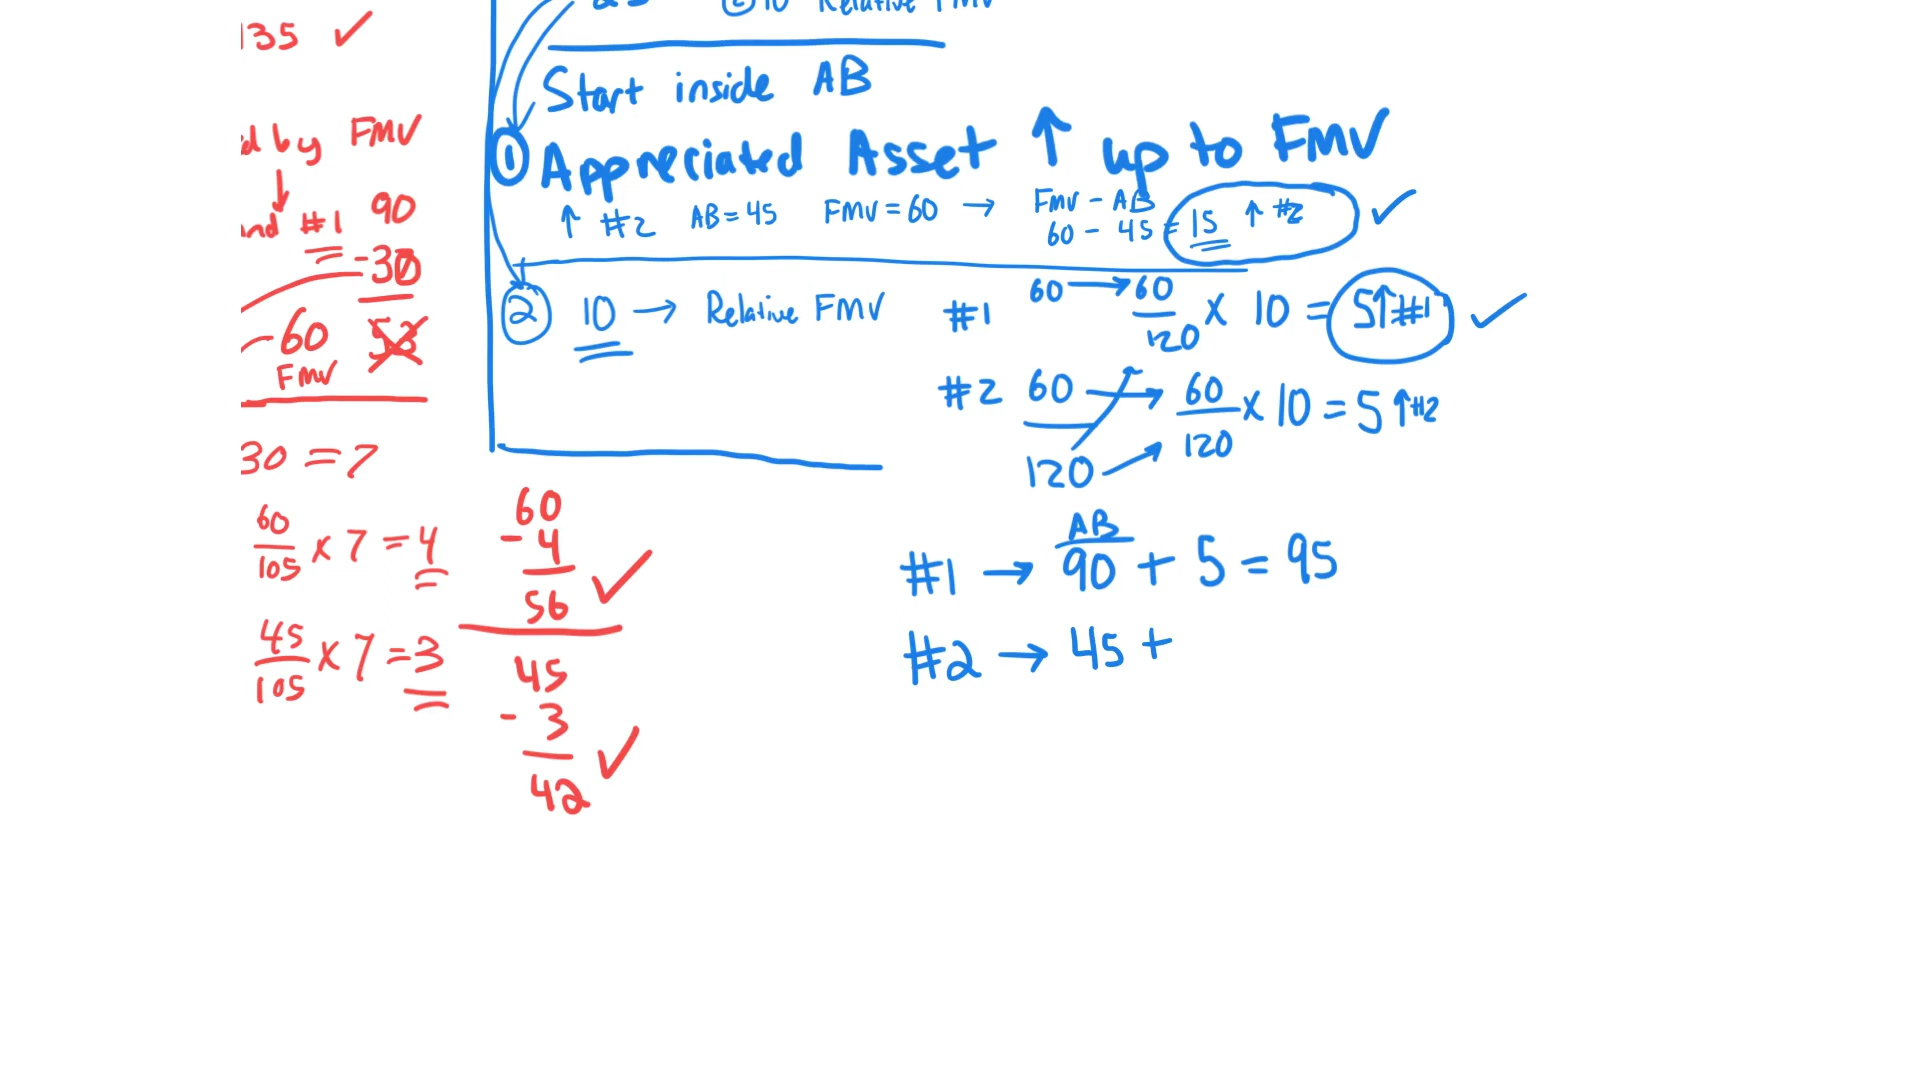 135 ✓
Relative FMV
Start inside AB
d by FMV
① Appreciated Asset ↑ up to FMV
and #1 90
↑ #2 AB = 45 FMV = 60 → FMV - AB
60 - 45 = 15 ↑ #2 ✓
-30
② 10 → Relative FMV #1 60 → 60/120 x 10 = 5↑#1 ✓
-60
FMV
#2 60 → 60/120 x 10 = 5↑#2
120
30 = 7
60/105 x 7 = 4
60
- 4
56 ✓
AB
#1 → 90 + 5 = 95
45/105 x 7 = 3
45
- 3
42 ✓
#2 → 45 +